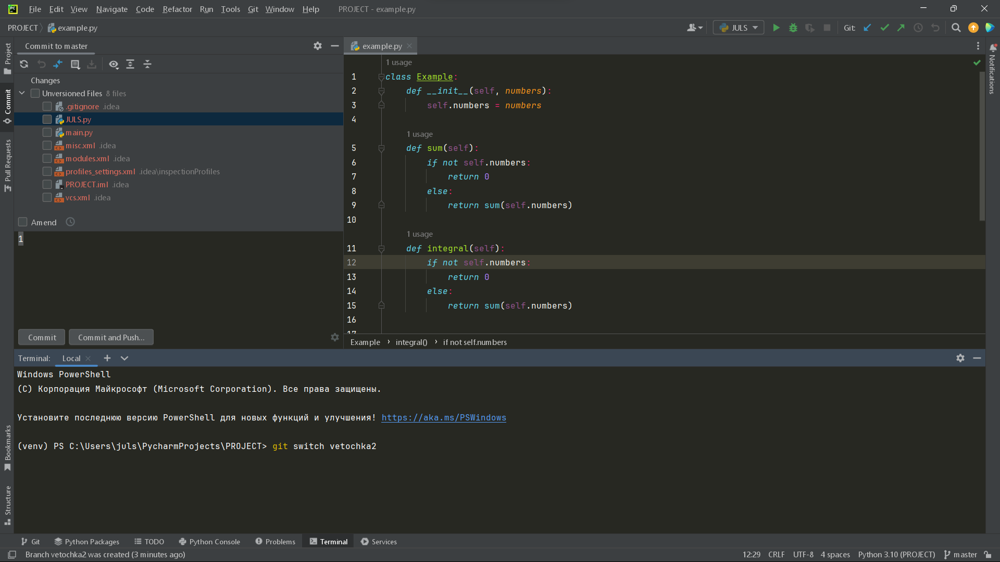 File Edit View Navigate Code Refactor Run Tools Git Window Help PROJECT - example.py
PROJECT example.py
JULS Git:
Project
Commit
Pull Requests
Bookmarks
Structure
Commit to master
Changes
Unversioned Files 8 files
.gitignore .idea
JULS.py
main.py
misc.xml .idea
modules.xml .idea
profiles_settings.xml .idea\inspectionProfiles
PROJECT.iml .idea
vcs.xml .idea
Amend
1
Commit Commit and Push...
example.py
Notifications
1 usage
1 class Example:
2 def __init__(self, numbers):
3 self.numbers = numbers
4
1 usage
5 def sum(self):
6 if not self.numbers:
7 return 0
8 else:
9 return sum(self.numbers)
10
1 usage
11 def integral(self):
12 if not self.numbers:
13 return 0
14 else:
15 return sum(self.numbers)
16
17
Example › integral() › if not self.numbers
Terminal: Local
Windows PowerShell
(C) Корпорация Майкрософт (Microsoft Corporation). Все права защищены.
Установите последнюю версию PowerShell для новых функций и улучшения! https://aka.ms/PSWindows
(venv) PS C:\Users\juls\PycharmProjects\PROJECT> git switch vetochka2
Git Python Packages TODO Python Console Problems Terminal Services
Branch vetochka2 was created (3 minutes ago) 12:29 CRLF UTF-8 4 spaces Python 3.10 (PROJECT) master